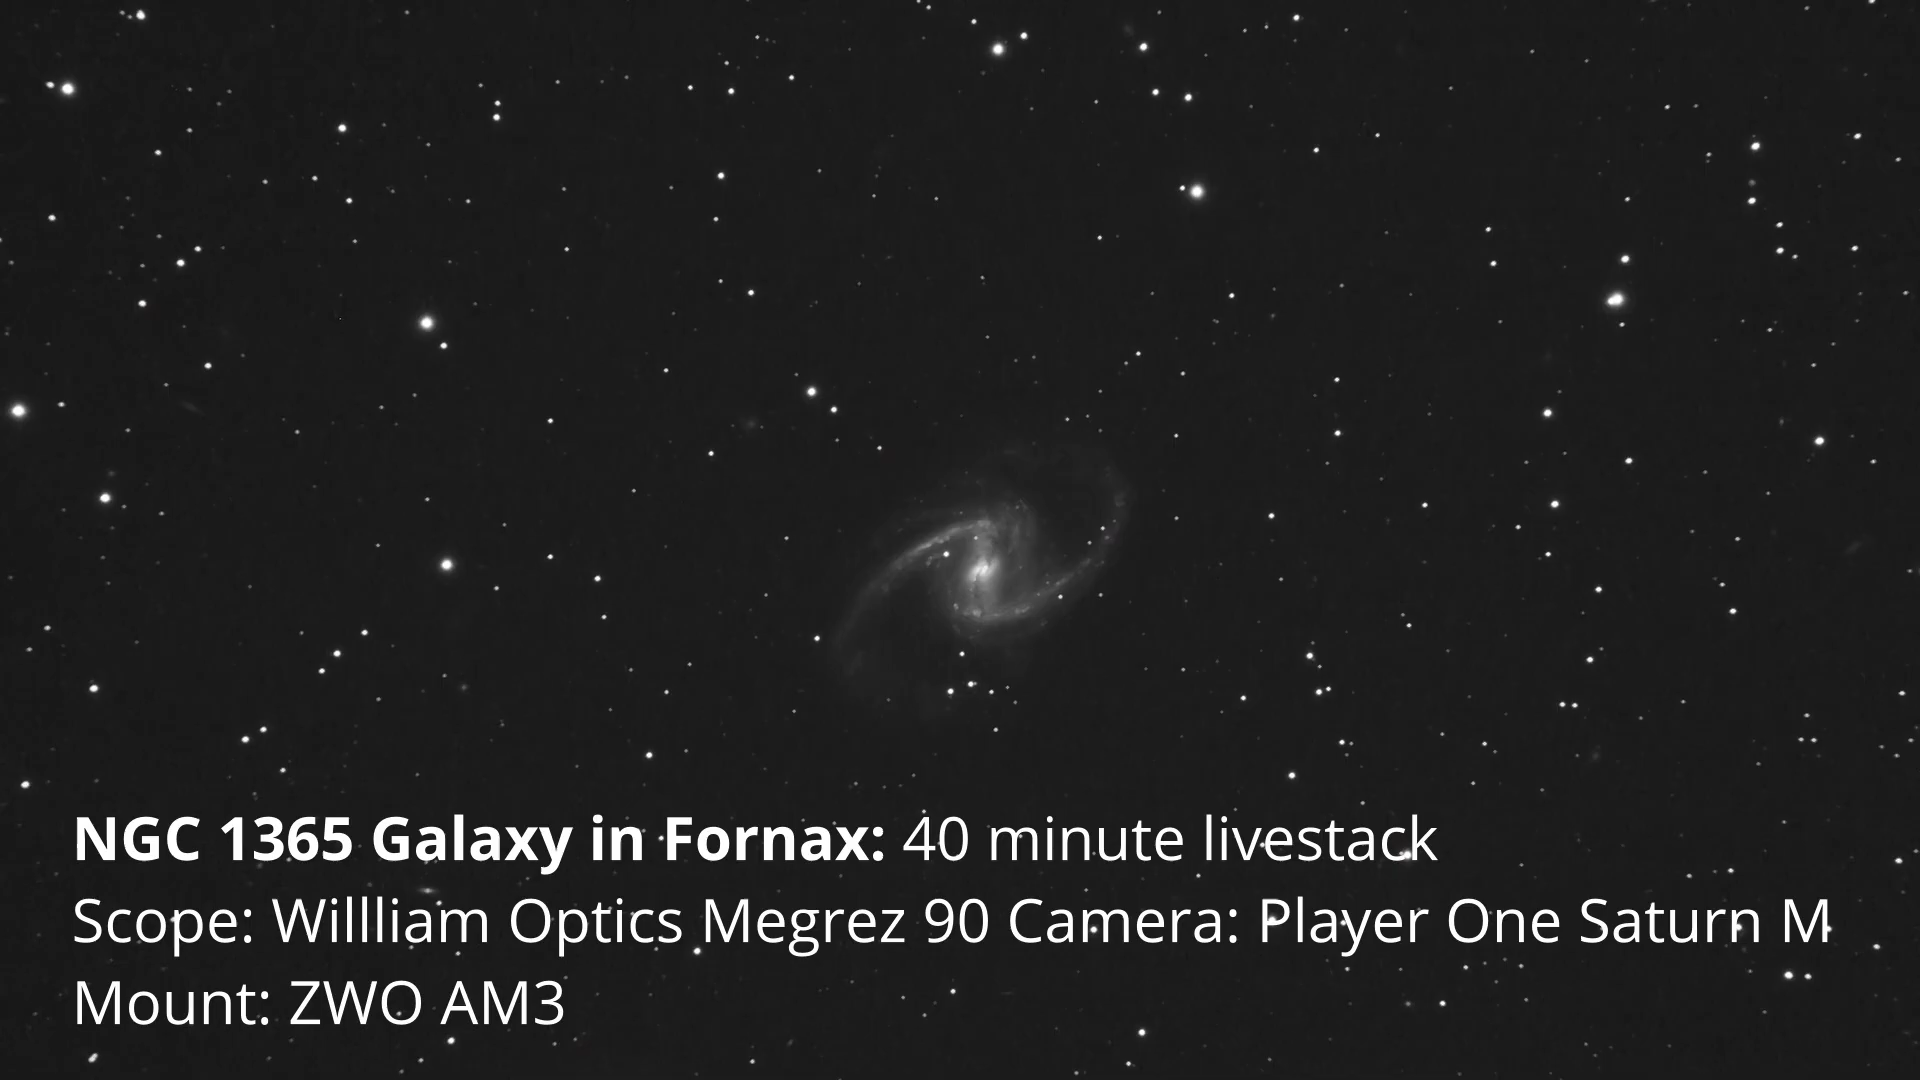 NGC 1365 Galaxy in Fornax: 40 minute livestack
Scope: Willliam Optics Megrez 90 Camera: Player One Saturn M
Mount: ZWO AM3